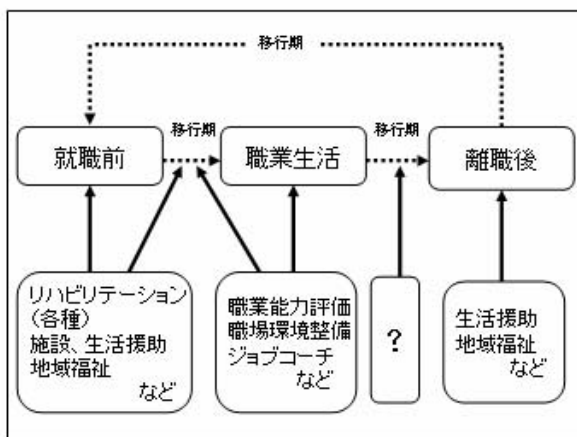 移行期
移行期
移行期
就職前
職業生活
離職後
リハビリテーション
（各種）
施設、生活援助
地域福祉
など
職業能力評価
職場環境整備
ジョブコーチ
など
？
生活援助
地域福祉
など